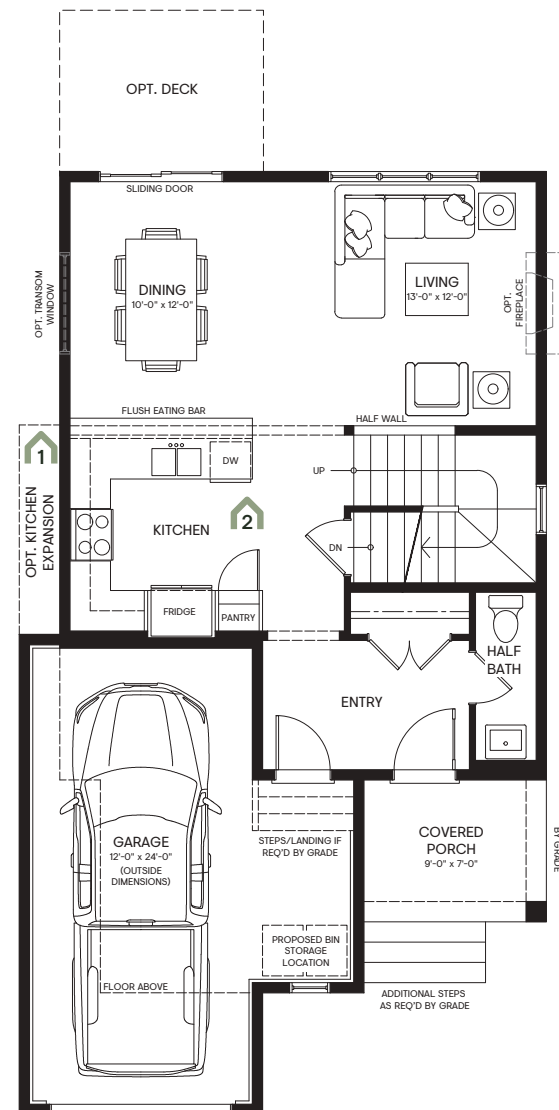 OPT. DECK
SLIDING DOOR
OPT. TRANSOM
WINDOW
DINING
10'-0" x 12'-0"
LIVING
13'-0" x 12'-0"
OPT.
FIREPLACE
FLUSH EATING BAR
HALF WALL
1
OPT. KITCHEN
EXPANSION
DW
UP
2
KITCHEN
DN
FRIDGE
PANTRY
HALF
BATH
ENTRY
GARAGE
12'-0" x 24'-0"
(OUTSIDE
DIMENSIONS)
STEPS/LANDING IF
REQ'D BY GRADE
COVERED
PORCH
9'-0" x 7'-0"
BY GRADE
PROPOSED BIN
STORAGE
LOCATION
FLOOR ABOVE
ADDITIONAL STEPS
AS REQ'D BY GRADE